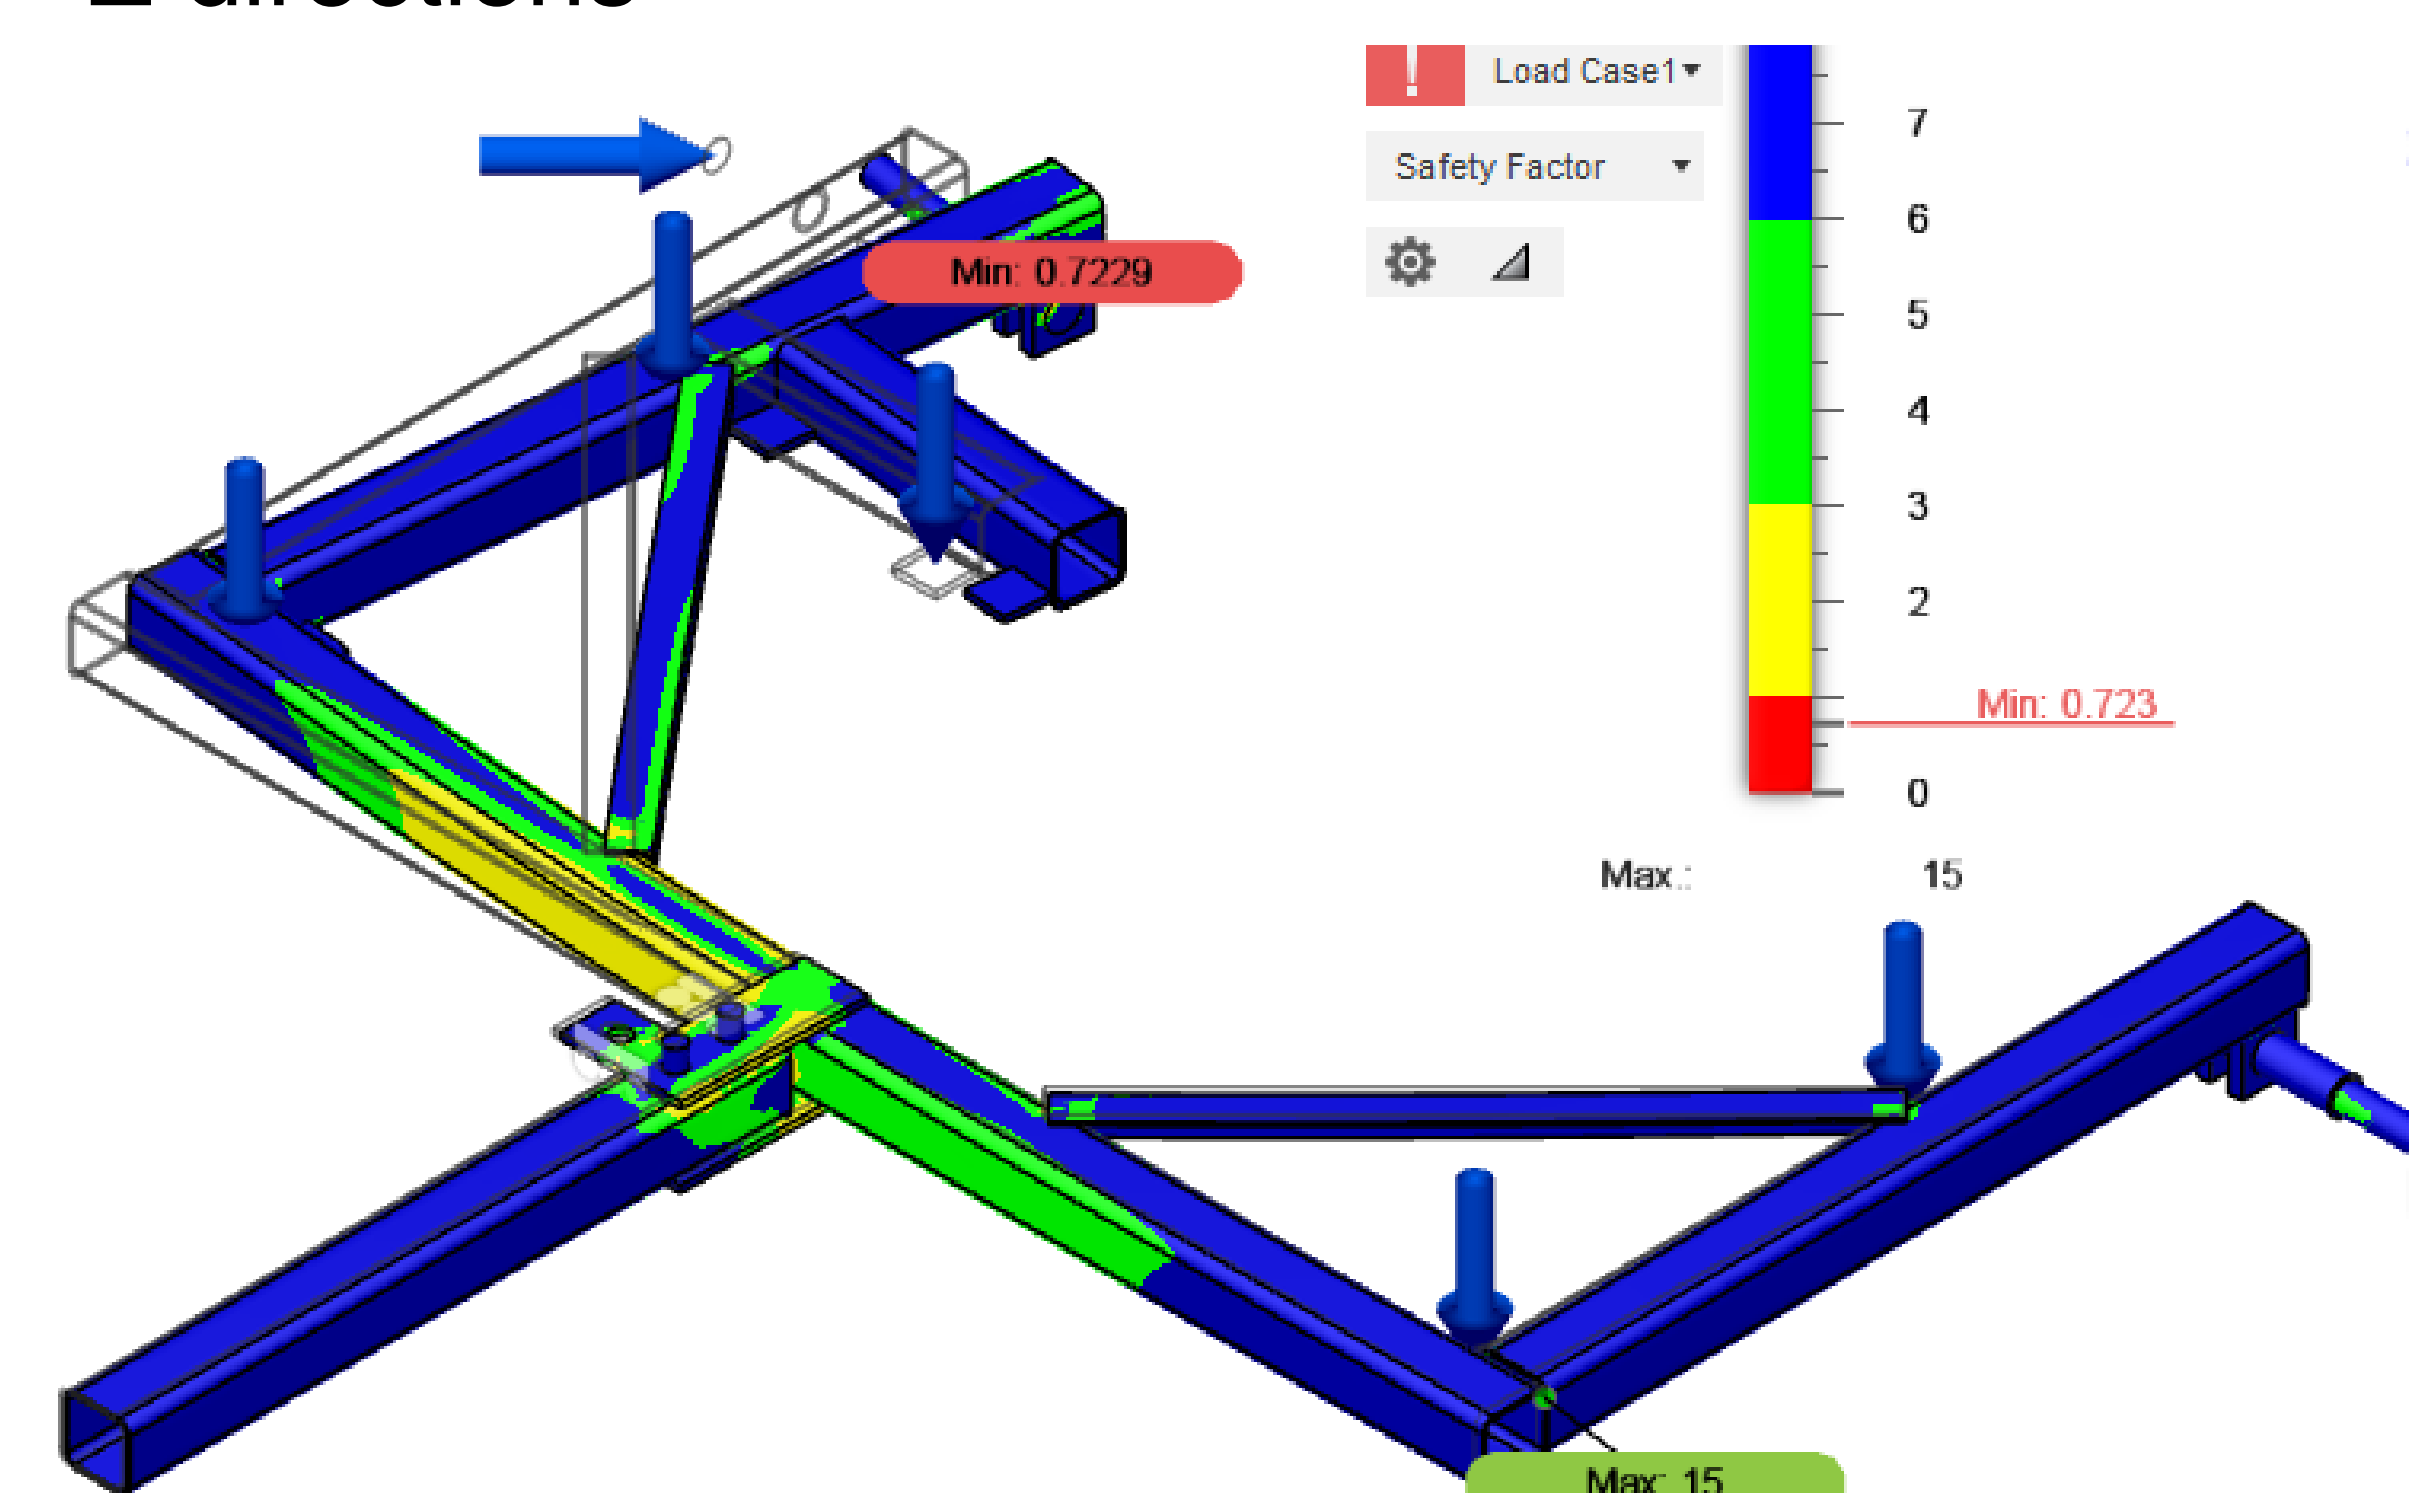 directions
Load Case1
Safety Factor
Min: 0.7229
7
6
5
4
3
2
Min: 0.723
0
Max.: 15
Max: 15